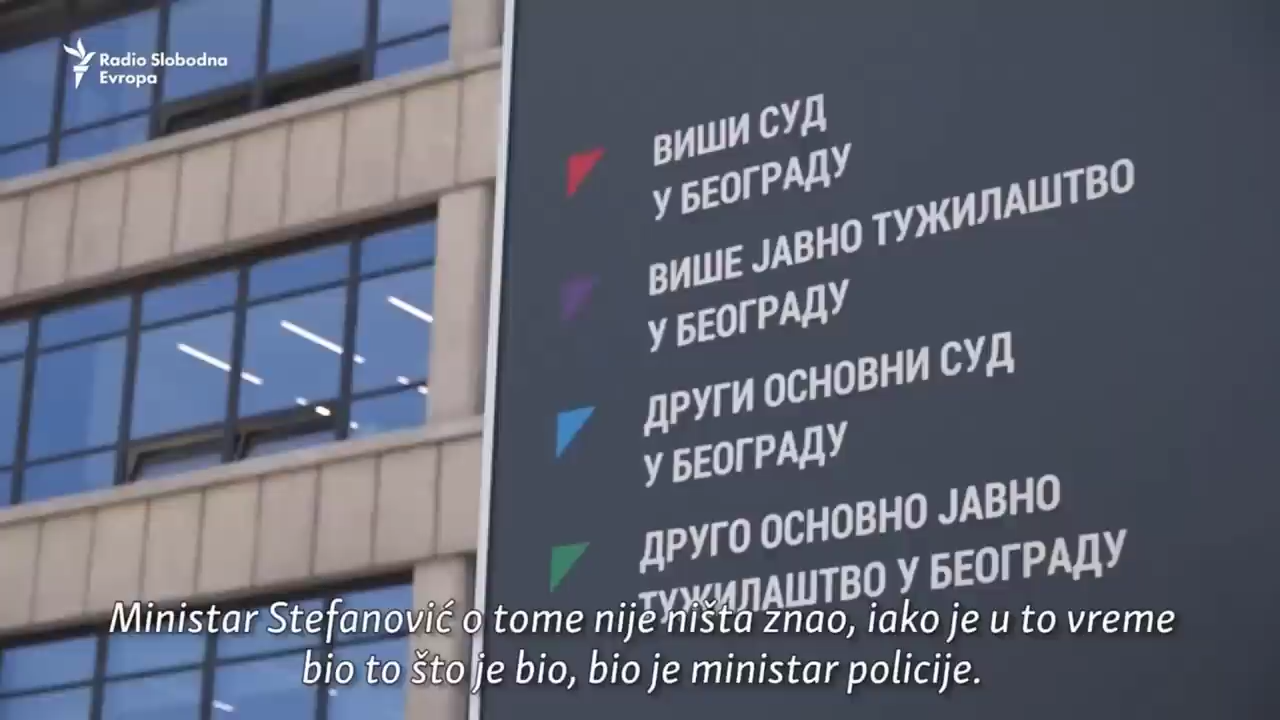 Radio Slobodna
Evropa
ВИШИ СУД
У БЕОГРАДУ
ВИШЕ ЈАВНО ТУЖИЛАШТВО
У БЕОГРАДУ
ДРУГИ ОСНОВНИ СУД
У БЕОГРАДУ
ДРУГО ОСНОВНО ЈАВНО
ТУЖИЛАШТВО У БЕОГРАДУ
Ministar Stefanović o tome nije ništa znao, iako je u to vreme
bio to što je bio, bio je ministar policije.